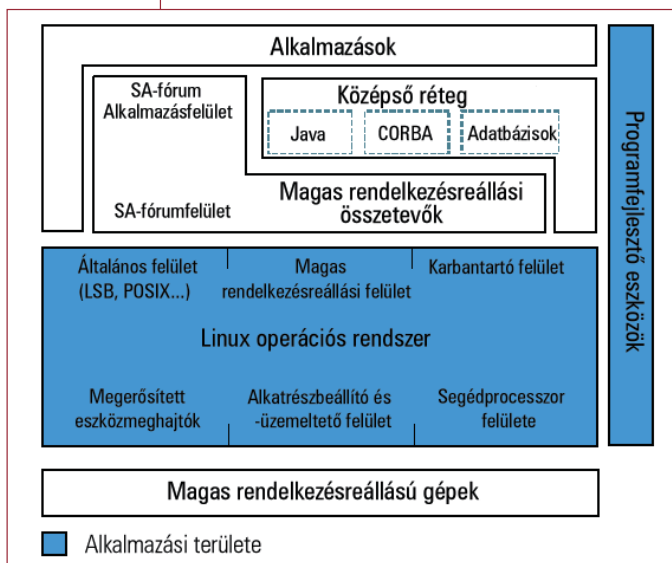 Alkalmazások
SA-fórum
Alkalmazásfelület
Középső réteg
Java
CORBA
Adatbázisok
SA-fórumfelület
Magas rendelkezésreállási
összetevők
Általános felület
(LSB, POSIX...)
Magas
rendelkezésreállási felület
Karbantartó felület
Linux operációs rendszer
Megerősített
eszközmeghajtók
Alkatrészbeállító és
-üzemeltető felület
Segédprocesszor
felülete
Magas rendelkezésreállású gépek
Programfejlesztő eszközök
Alkalmazási területe